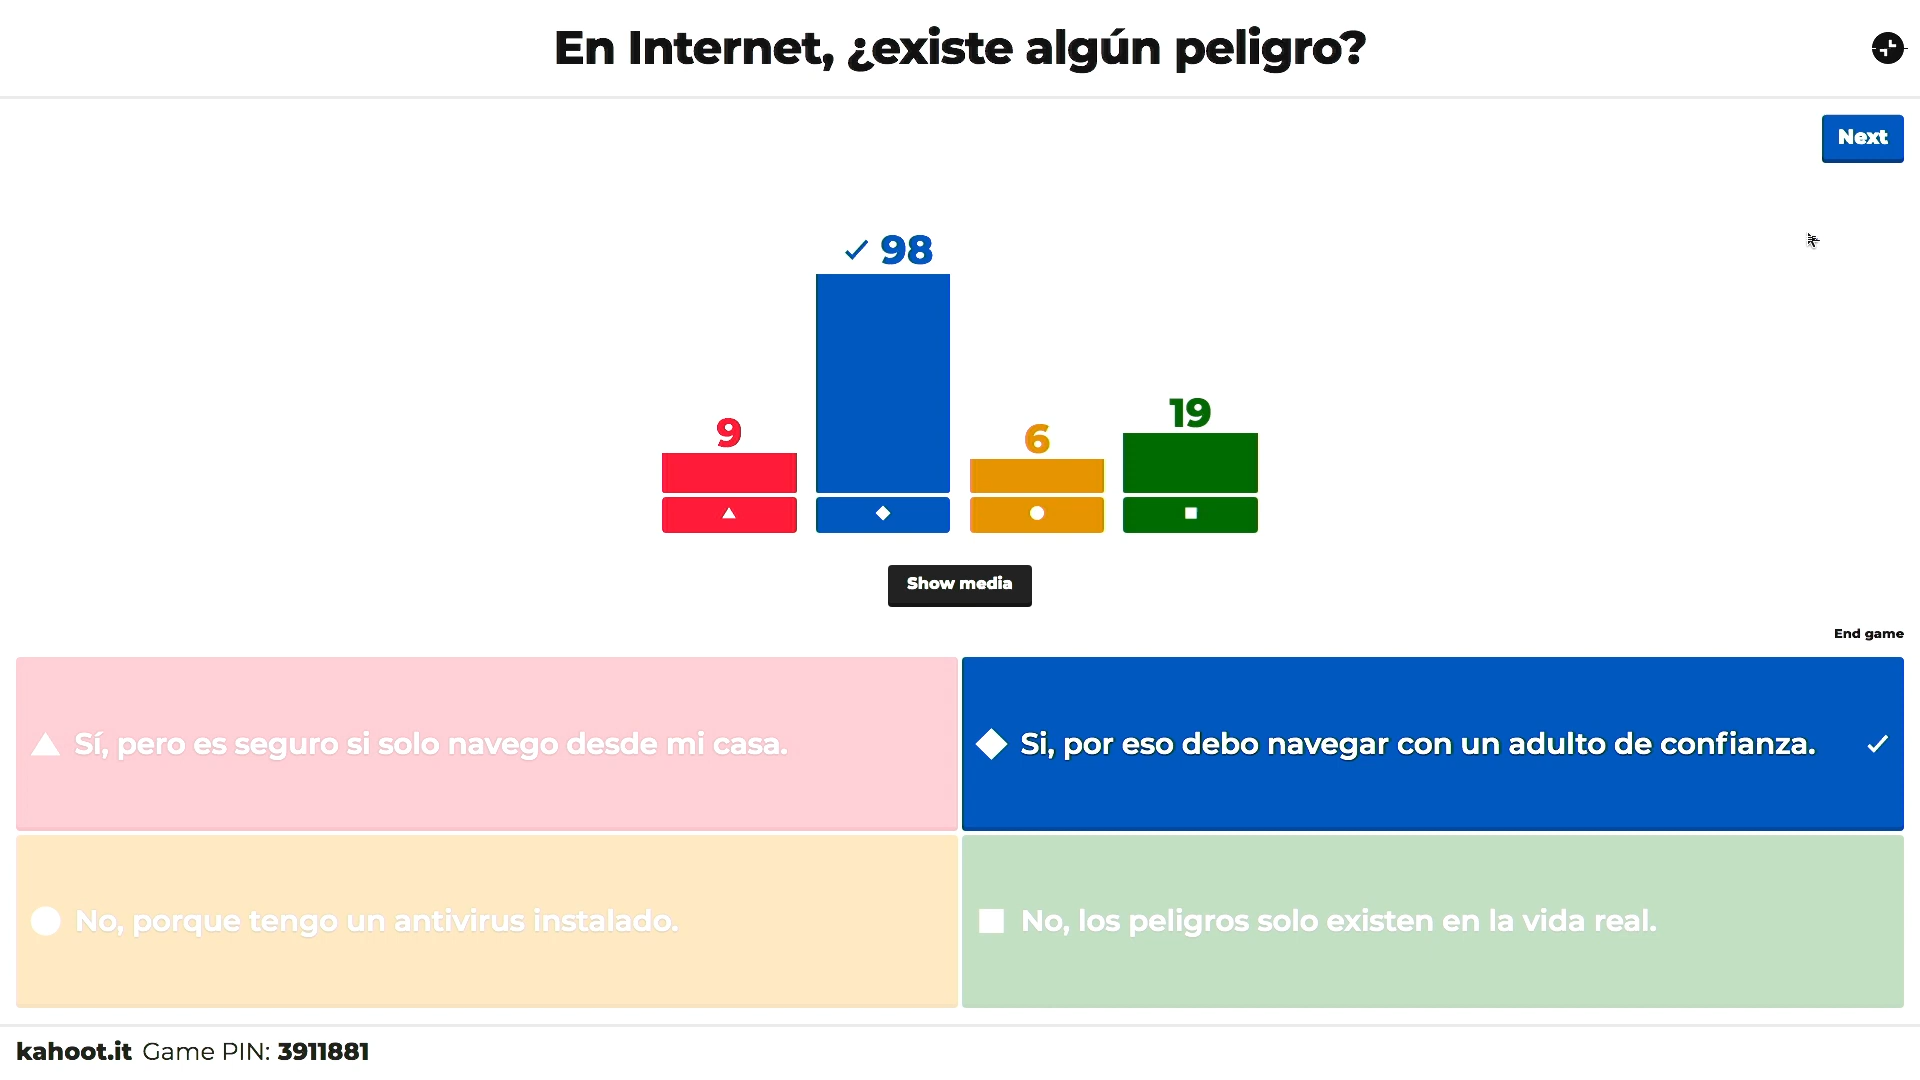 En Internet, ¿existe algún peligro?
Next
98
9
6
19
Show media
End game
Sí, pero es seguro si solo navego desde mi casa.
Si, por eso debo navegar con un adulto de confianza.
No, porque tengo un antivirus instalado.
No, los peligros solo existen en la vida real.
kahoot.it Game PIN: 3911881